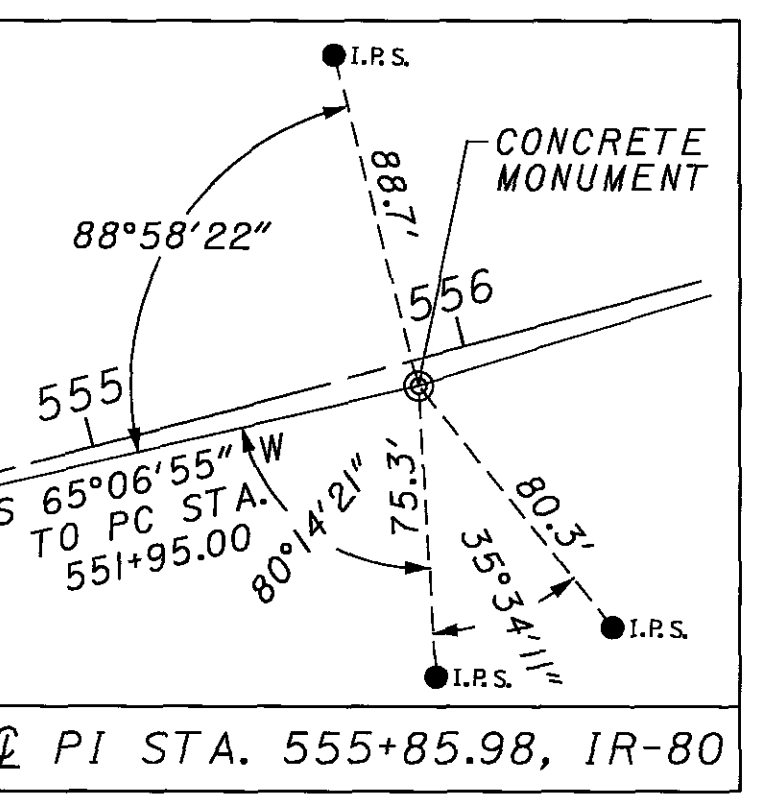 I.P.S.
CONCRETE
MONUMENT
88.7'
88°58'22"
556
555
S 65°06'55" W
TO PC STA.
551+95.00
80°14'21"
75.3'
80.3'
35°34'11"
I.P.S.
I.P.S.
℄ PI STA. 555+85.98, IR-80